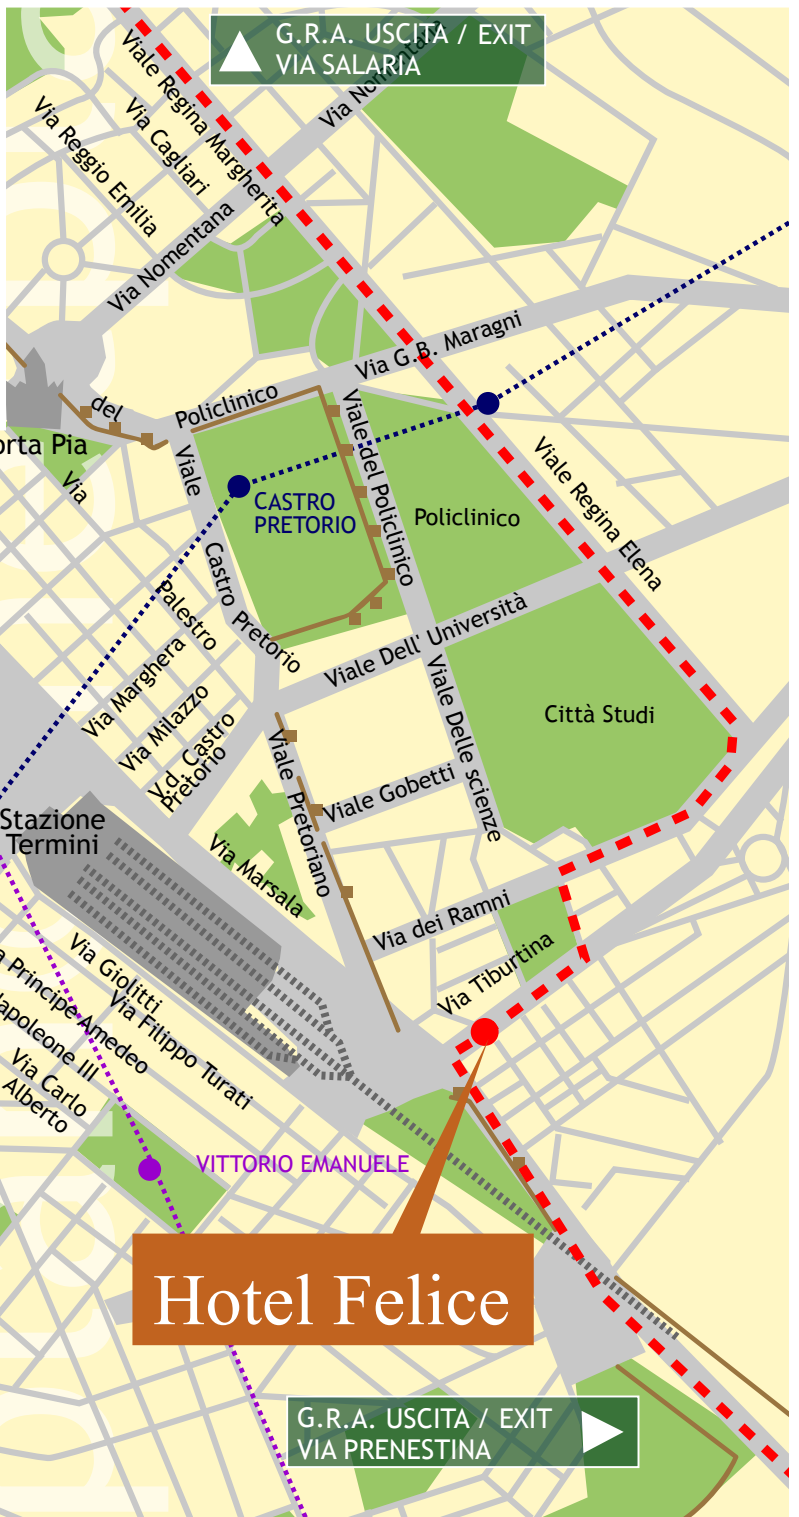 G.R.A. USCITA / EXIT
VIA SALARIA
Via Nomentana
Viale Regina Margherita
Via Cagliari
Via Reggio Emilia
Via Nomentana
Via G.B. Maragni
del
Policlinico
orta Pia
Via
Viale
Castro Pretorio
CASTRO
PRETORIO
Viale del Policlinico
Policlinico
Viale Regina Elena
Palestro
Via Marghera
Via Milazzo
V.d. Castro
Pretorio
Viale Dell' Università
Viale Delle scienze
Città Studi
Viale Pretoriano
Viale Gobetti
Stazione
Termini
Via Marsala
Via dei Ramni
Via Tiburtina
Via Giolitti
a Principe Amedeo
Via Filippo Turati
apoleone III
Via Carlo
Alberto
VITTORIO EMANUELE
Hotel Felice
G.R.A. USCITA / EXIT
VIA PRENESTINA